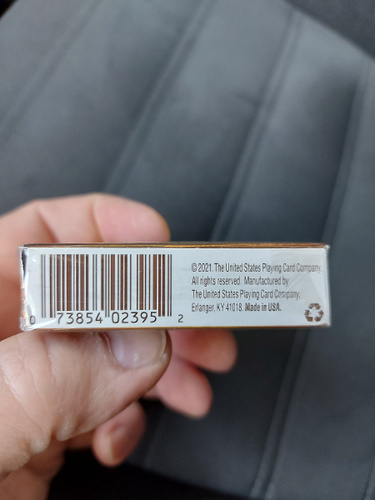 © 2021. The United States Playing Card Company.
All rights reserved. Manufactured by
The United States Playing Card Company,
Erlanger, KY 41018. Made in USA.
0 73854 02395 2